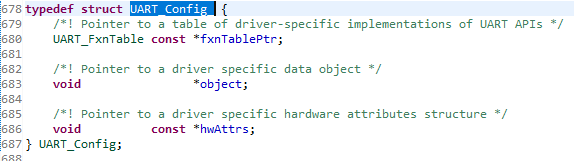 678 typedef struct UART_Config {
679     /*! Pointer to a table of driver-specific implementations of UART APIs */
680     UART_FxnTable const *fxnTablePtr;
681
682     /*! Pointer to a driver specific data object */
683     void               *object;
684
685     /*! Pointer to a driver specific hardware attributes structure */
686     void          const *hwAttrs;
687 } UART_Config;
688